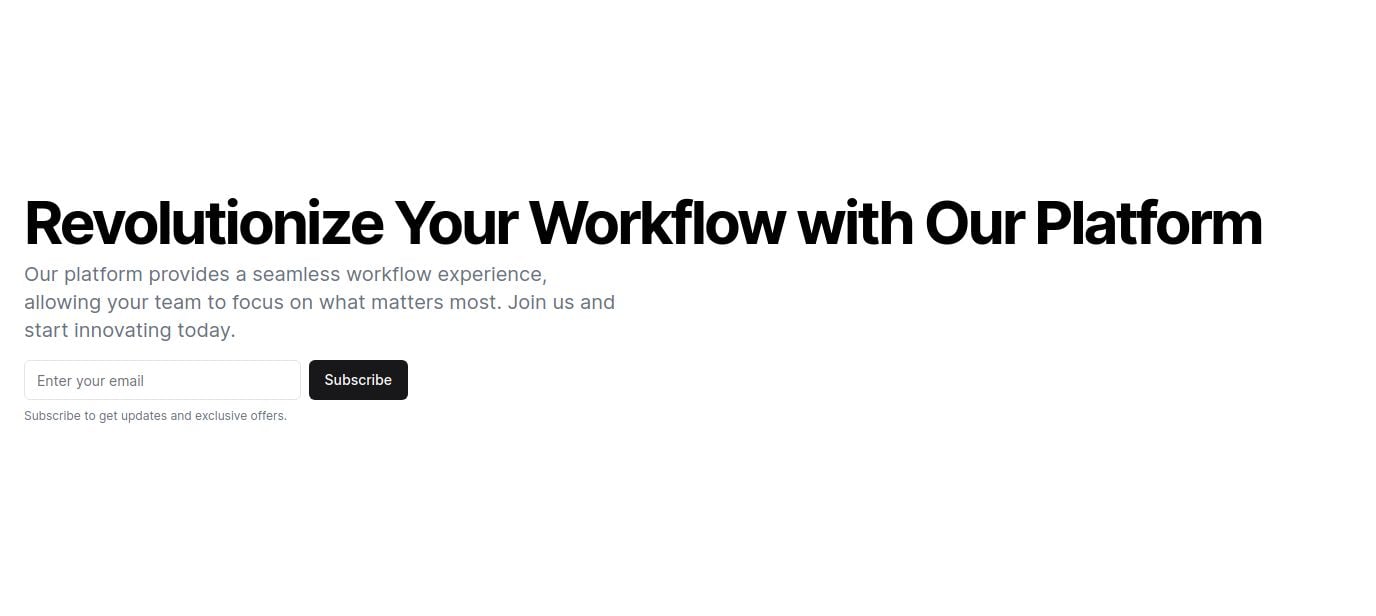 Revolutionize Your Workflow with Our Platform
Our platform provides a seamless workflow experience,
allowing your team to focus on what matters most. Join us and
start innovating today.
Enter your email
Subscribe
Subscribe to get updates and exclusive offers.